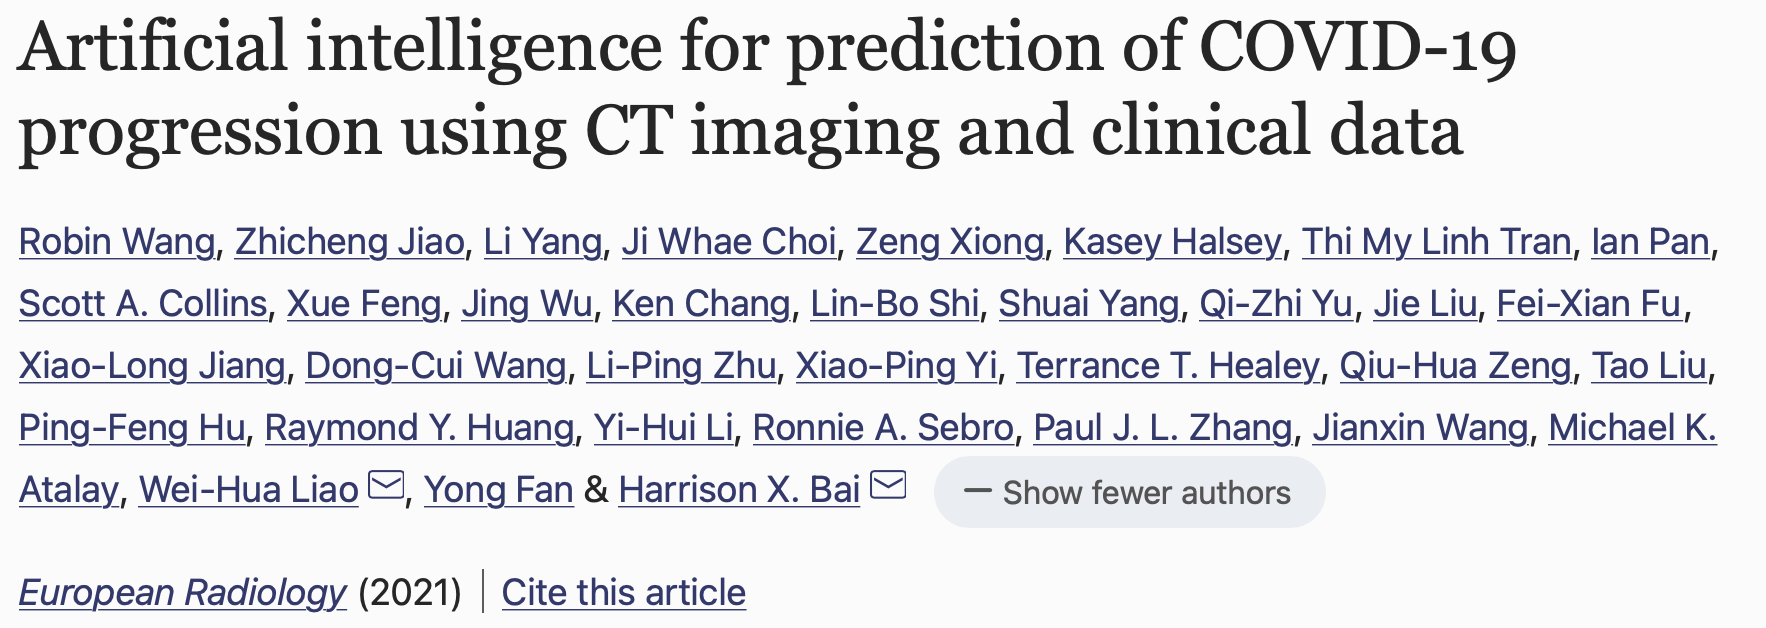 Artificial intelligence for prediction of COVID-19
progression using CT imaging and clinical data
Robin Wang, Zhicheng Jiao, Li Yang, Ji Whae Choi, Zeng Xiong, Kasey Halsey, Thi My Linh Tran, Ian Pan,
Scott A. Collins, Xue Feng, Jing Wu, Ken Chang, Lin-Bo Shi, Shuai Yang, Qi-Zhi Yu, Jie Liu, Fei-Xian Fu,
Xiao-Long Jiang, Dong-Cui Wang, Li-Ping Zhu, Xiao-Ping Yi, Terrance T. Healey, Qiu-Hua Zeng, Tao Liu,
Ping-Feng Hu, Raymond Y. Huang, Yi-Hui Li, Ronnie A. Sebro, Paul J. L. Zhang, Jianxin Wang, Michael K.
Atalay, Wei-Hua Liao, Yong Fan & Harrison X. Bai — Show fewer authors
European Radiology (2021) | Cite this article